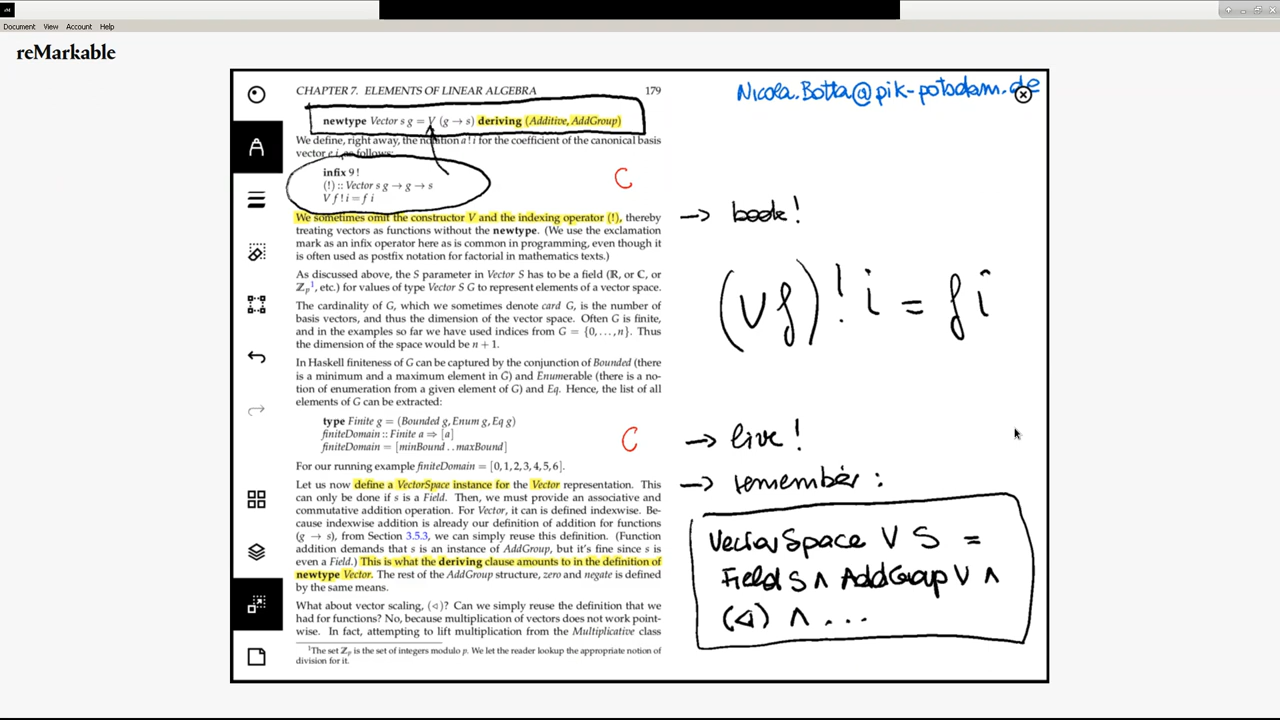 Document View Account Help
reMarkable
Nicola.Botta@pik-potsdam.de
CHAPTER 7. ELEMENTS OF LINEAR ALGEBRA 179
newtype Vector s g = V (g → s) deriving (Additive, AddGroup)
We define, right away, the notation a ! i for the coefficient of the canonical basis
vector e i, as follows:
infix 9 !
(!) :: Vector s g → g → s
V f ! i = f i
C
We sometimes omit the constructor V and the indexing operator (!), thereby
treating vectors as functions without the newtype. (We use the exclamation
mark as an infix operator here as is common in programming, even though it
is often used as postfix notation for factorial in mathematics texts.)
→ book!
As discussed above, the S parameter in Vector S has to be a field (ℝ, or ℂ, or
ℤp¹, etc.) for values of type Vector S G to represent elements of a vector space.
(V f) ! i = f i
The cardinality of G, which we sometimes denote card G, is the number of
basis vectors, and thus the dimension of the vector space. Often G is finite,
and in the examples so far we have used indices from G = {0, . . . , n}. Thus
the dimension of the space would be n + 1.
In Haskell finiteness of G can be captured by the conjunction of Bounded (there
is a minimum and a maximum element in G) and Enumerable (there is a no-
tion of enumeration from a given element of G) and Eq. Hence, the list of all
elements of G can be extracted:
type Finite g = (Bounded g, Enum g, Eq g)
finiteDomain :: Finite a ⇒ [a]
finiteDomain = [minBound . . maxBound]
C
→ live!
For our running example finiteDomain = [0, 1, 2, 3, 4, 5, 6].
→ remember:
Let us now define a VectorSpace instance for the Vector representation. This
can only be done if s is a Field. Then, we must provide an associative and
commutative addition operation. For Vector, it can is defined indexwise. Be-
cause indexwise addition is already our definition of addition for functions
(g → s), from Section 3.5.3, we can simply reuse this definition. (Function
addition demands that s is an instance of AddGroup, but it's fine since s is
even a Field.) This is what the deriving clause amounts to in the definition of
newtype Vector. The rest of the AddGroup structure, zero and negate is defined
by the same means.
VectorSpace V S =
Field S ∧ AddGroup V ∧
(◁) ∧ ...
What about vector scaling, (◁)? Can we simply reuse the definition that we
had for functions? No, because multiplication of vectors does not work point-
wise. In fact, attempting to lift multiplication from the Multiplicative class
¹The set ℤp is the set of integers modulo p. We let the reader lookup the appropriate notion of
division for it.